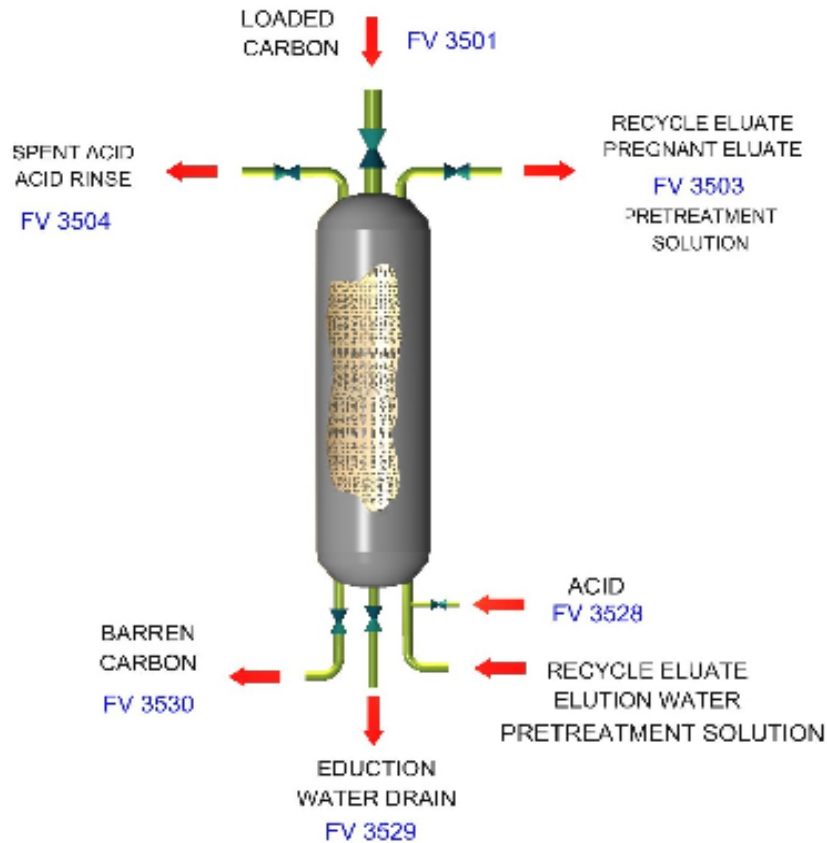 LOADED
CARBON
FV 3501
SPENT ACID
ACID RINSE
FV 3504
RECYCLE ELUATE
PREGNANT ELUATE
FV 3503
PRETREATMENT
SOLUTION
ACID
FV 3528
BARREN
CARBON
FV 3530
RECYCLE ELUATE
ELUTION WATER
PRETREATMENT SOLUTION
EDUCTION
WATER DRAIN
FV 3529